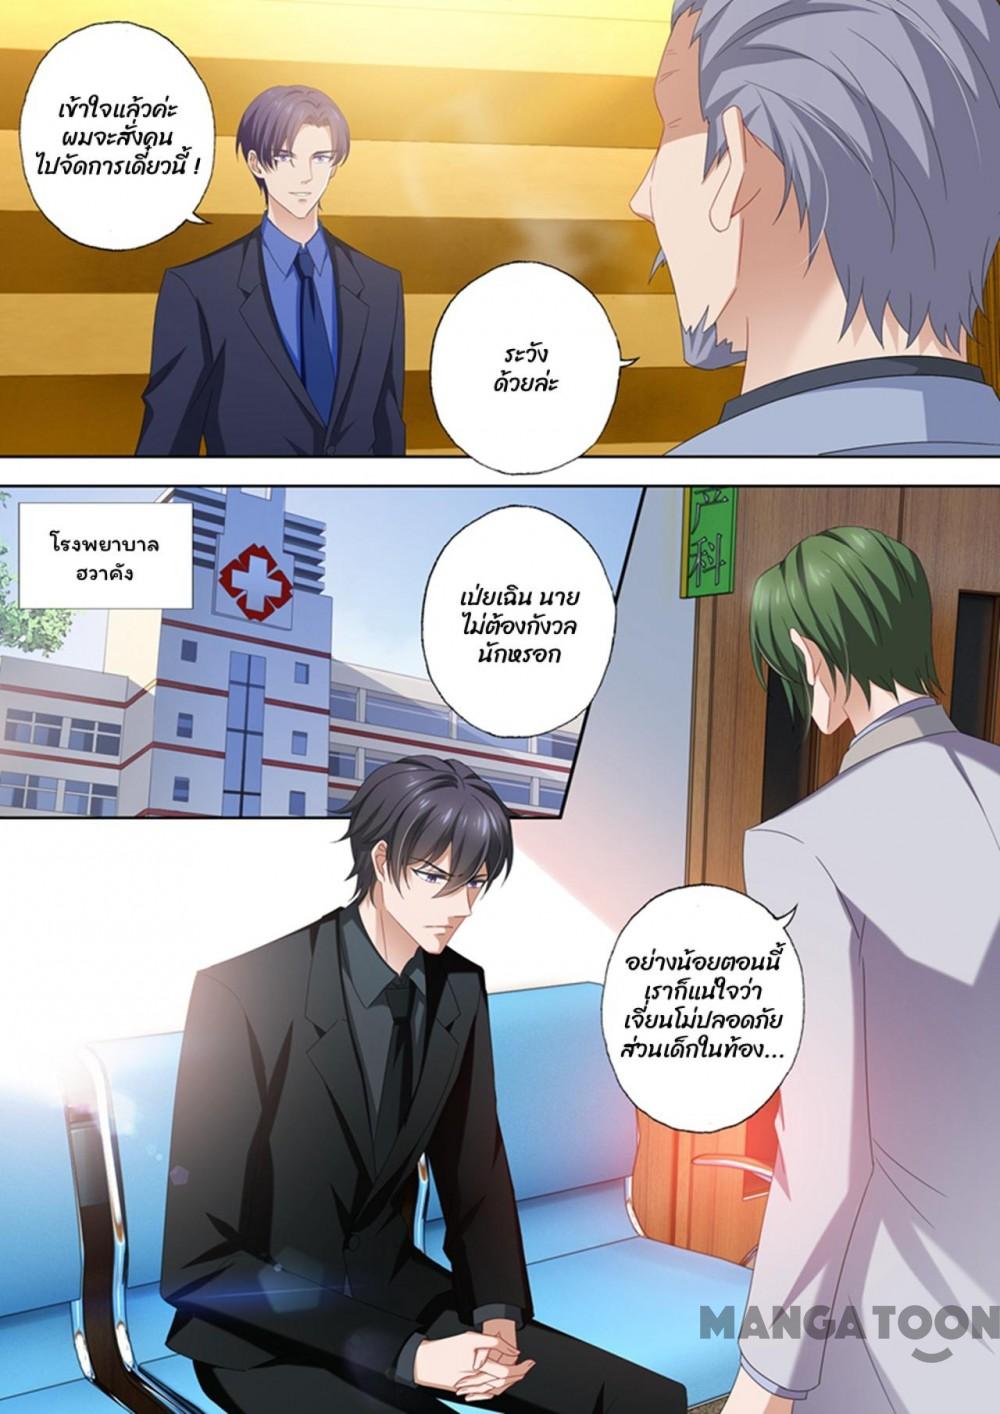 เข้าใจแล้วค่ะ
ผมจะสั่งคน
ไปจัดการเดี๋ยวนี้ !
ระวัง
ด้วยล่ะ
โรงพยาบาล
ฮวาคัง
产科
เป่ยเฉิน นาย
ไม่ต้องกังวล
นักหรอก
อย่างน้อยตอนนี้
เราก็แน่ใจว่า
เจี่ยนโม่ปลอดภัย
ส่วนเด็กในท้อง...
MANGATOON